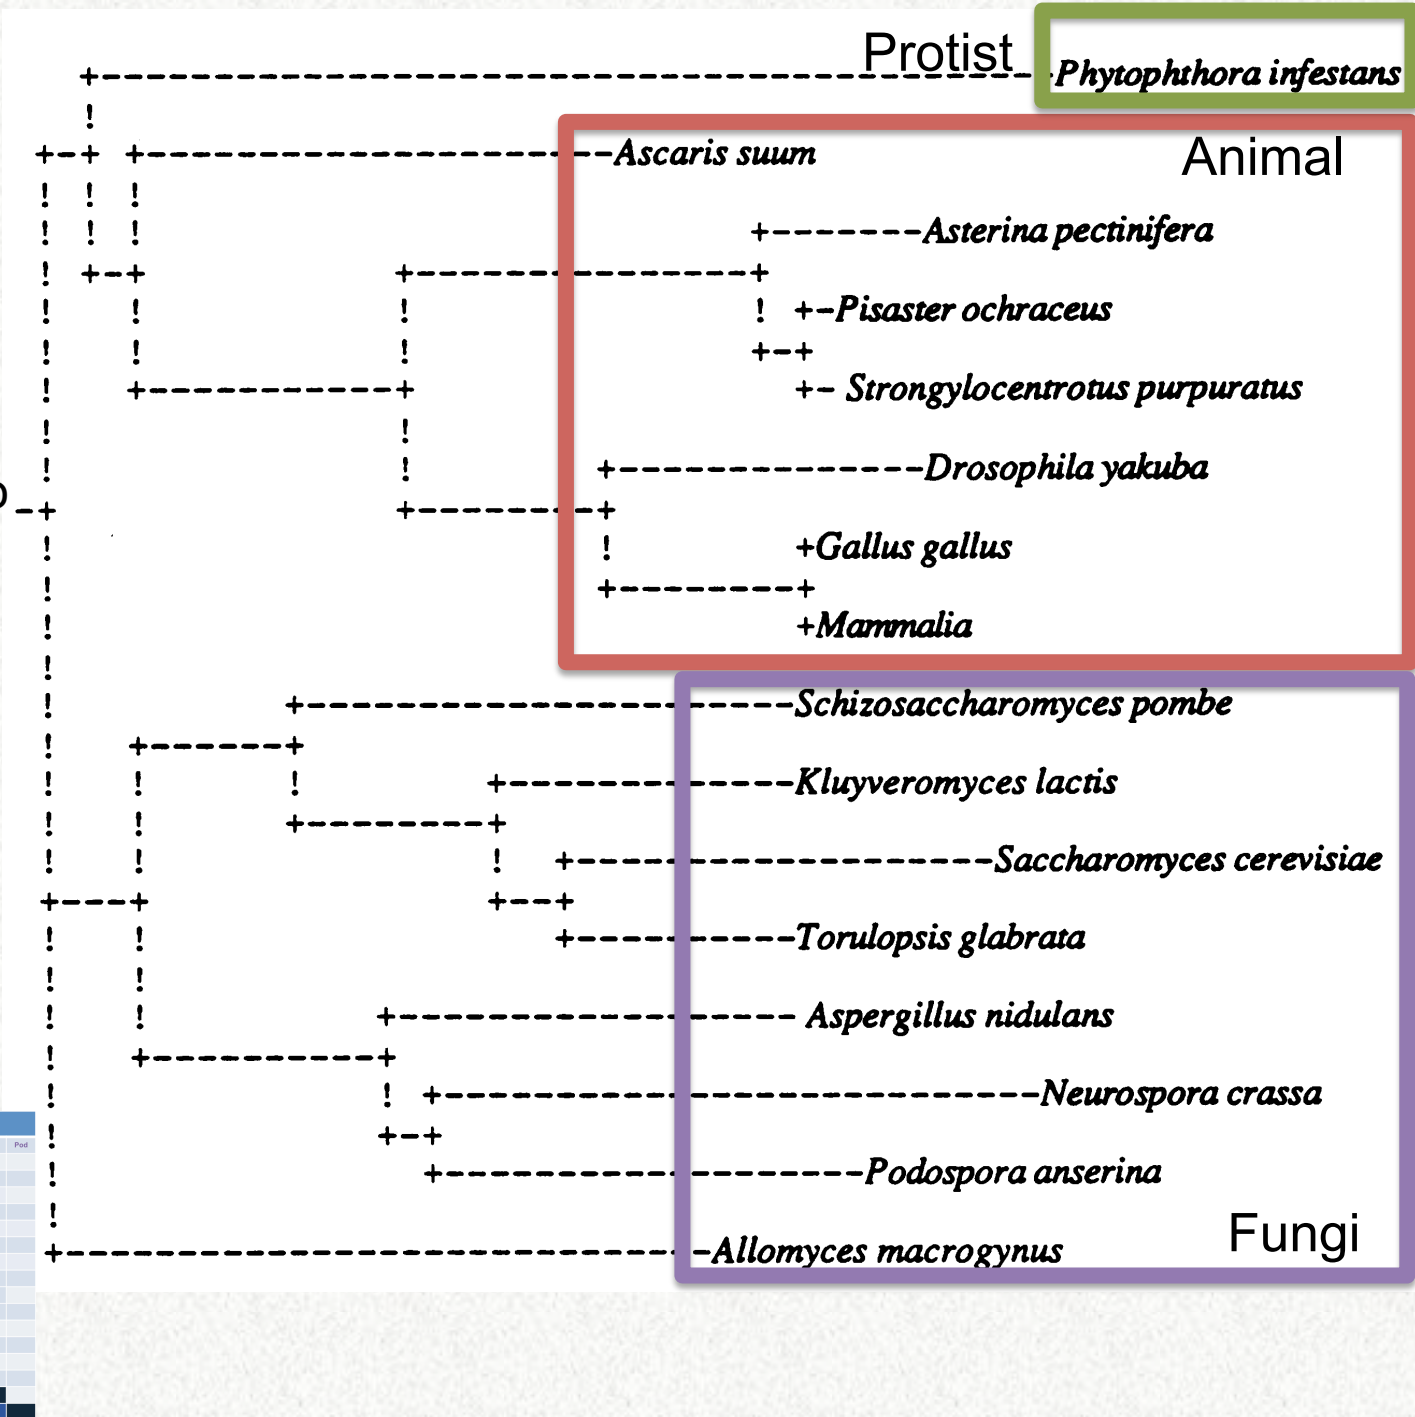 Protist
Phytophthora infestans
Ascaris suum
Animal
Asterina pectinifera
Pisaster ochraceus
Strongylocentrotus purpuratus
Drosophila yakuba
Gallus gallus
Mammalia
Schizosaccharomyces pombe
Kluyveromyces lactis
Saccharomyces cerevisiae
Torulopsis glabrata
Aspergillus nidulans
Neurospora crassa
Pod
Podospora anserina
Fungi
Allomyces macrogynus